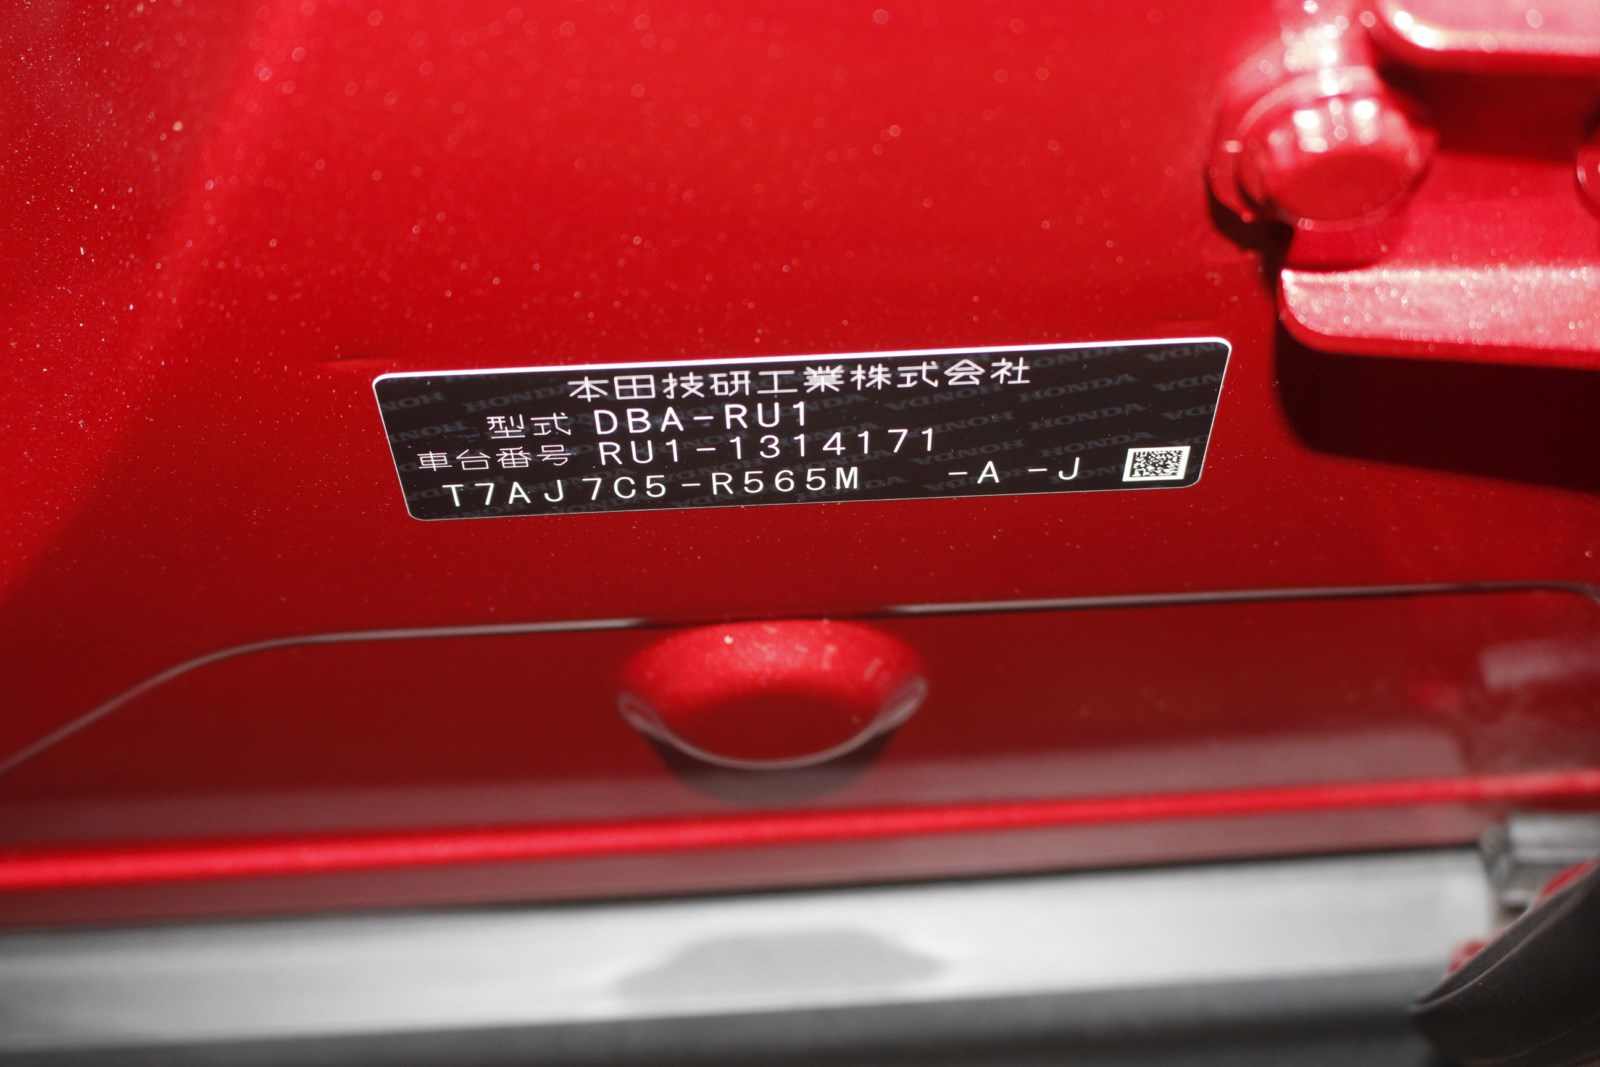 本田技研工業株式会社
型式 DBA-RU1
車台番号 RU1-1314171
T7AJ7C5-R565M -A -J